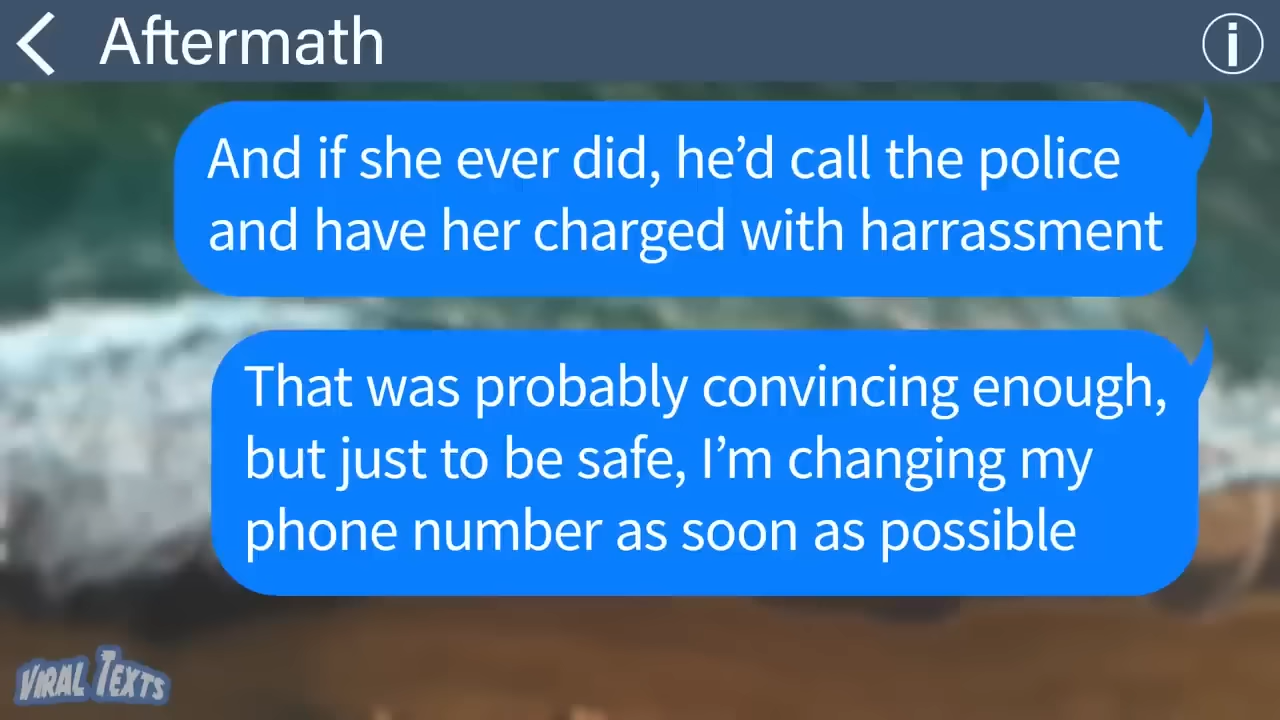 Aftermath
And if she ever did, he’d call the police
and have her charged with harrassment
That was probably convincing enough,
but just to be safe, I’m changing my
phone number as soon as possible
VIRAL TEXTS